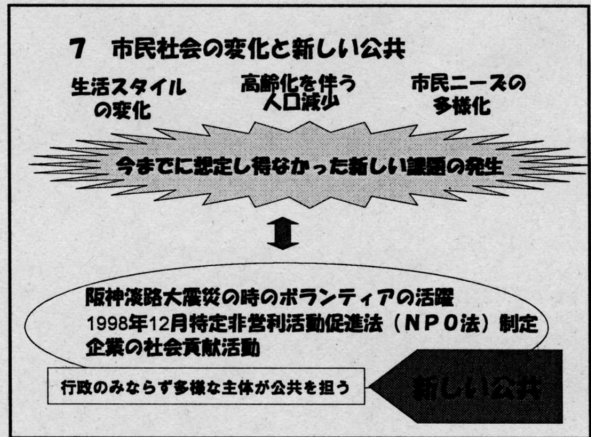 7 市民社会の変化と新しい公共
生活スタイル
の変化
高齢化を伴う
人口減少
市民ニーズの
多様化
今までに想定し得なかった新しい課題の発生
阪神淡路大震災の時のボランティアの活躍
1998年12月特定非営利活動促進法（ＮＰＯ法）制定
企業の社会貢献活動
行政のみならず多様な主体が公共を担う
新しい公共